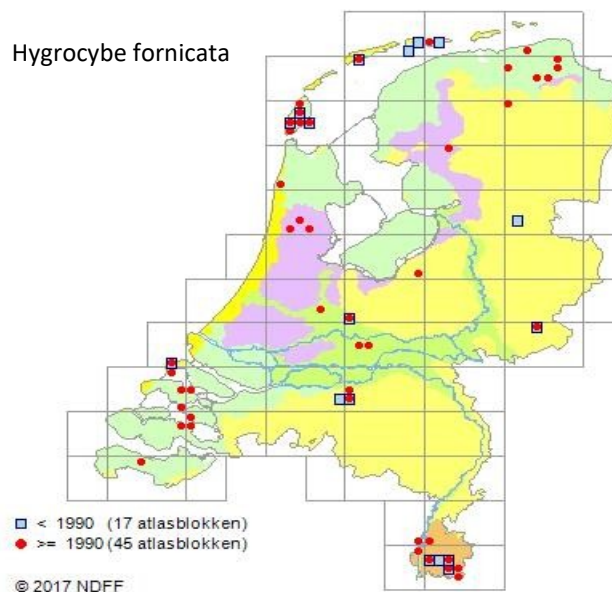 Hygrocybe fornicata
< 1990 (17 atlasblokken)
>= 1990 (45 atlasblokken)
© 2017 NDFF